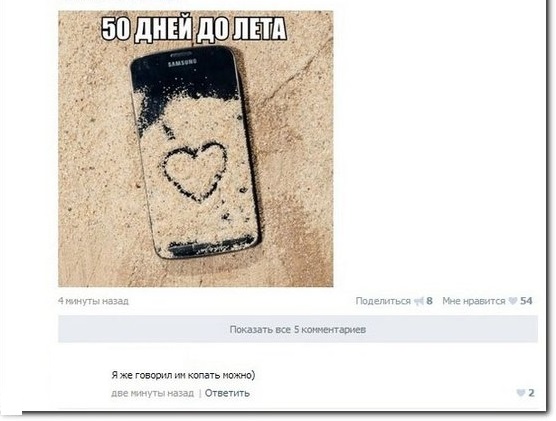 50 ДНЕЙ ДО ЛЕТА
SAMSUNG
4 минуты назад
Поделиться 8 Мне нравится 54
Показать все 5 комментариев
Я же говорил им копать можно)
две минуты назад | Ответить 2